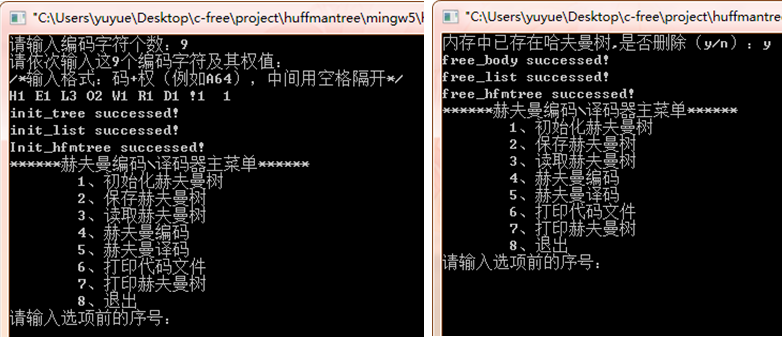 "C:\Users\yuyue\Desktop\c-free\project\huffmantree\mingw5\h
请输入编码字符个数：9
请依次输入这9个编码字符及其权值：
/*输入格式：码+权（例如A64），中间用空格隔开*/
H1 E1 L3 O2 W1 R1 D1 !1  1
init_tree successed!
init_list successed!
Init_hfmtree successed!
******赫夫曼编码\译码器主菜单******
1、初始化赫夫曼树
2、保存赫夫曼树
3、读取赫夫曼树
4、赫夫曼编码
5、赫夫曼译码
6、打印代码文件
7、打印赫夫曼树
8、退出
请输入选项前的序号：
"C:\Users\yuyue\Desktop\c-free\project\huffmantre
内存中已存在哈夫曼树,是否删除（y/n）：y
free_body successed!
free_list successed!
free_hfmtree successed!
******赫夫曼编码\译码器主菜单******
1、初始化赫夫曼树
2、保存赫夫曼树
3、读取赫夫曼树
4、赫夫曼编码
5、赫夫曼译码
6、打印代码文件
7、打印赫夫曼树
8、退出
请输入选项前的序号：